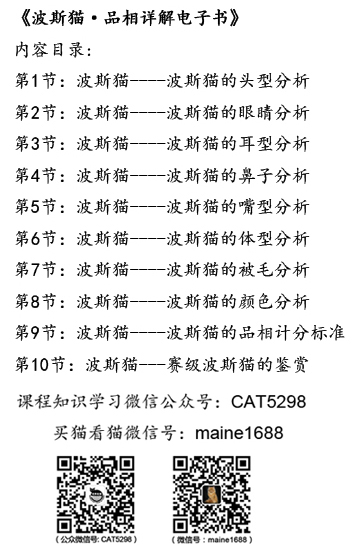 《波斯猫·品相详解电子书》
内容目录:
第1节: 波斯猫----波斯猫的头型分析
第2节: 波斯猫----波斯猫的眼睛分析
第3节: 波斯猫----波斯猫的耳型分析
第4节: 波斯猫----波斯猫的鼻子分析
第5节: 波斯猫----波斯猫的嘴型分析
第6节: 波斯猫----波斯猫的体型分析
第7节: 波斯猫----波斯猫的被毛分析
第8节: 波斯猫----波斯猫的颜色分析
第9节: 波斯猫----波斯猫的品相计分标准
第10节: 波斯猫---赛级波斯猫的鉴赏
课程知识学习微信公众号: CAT5298
买猫看猫微信号: maine1688
(公众微信号: CAT5298) (微信号: maine1688)